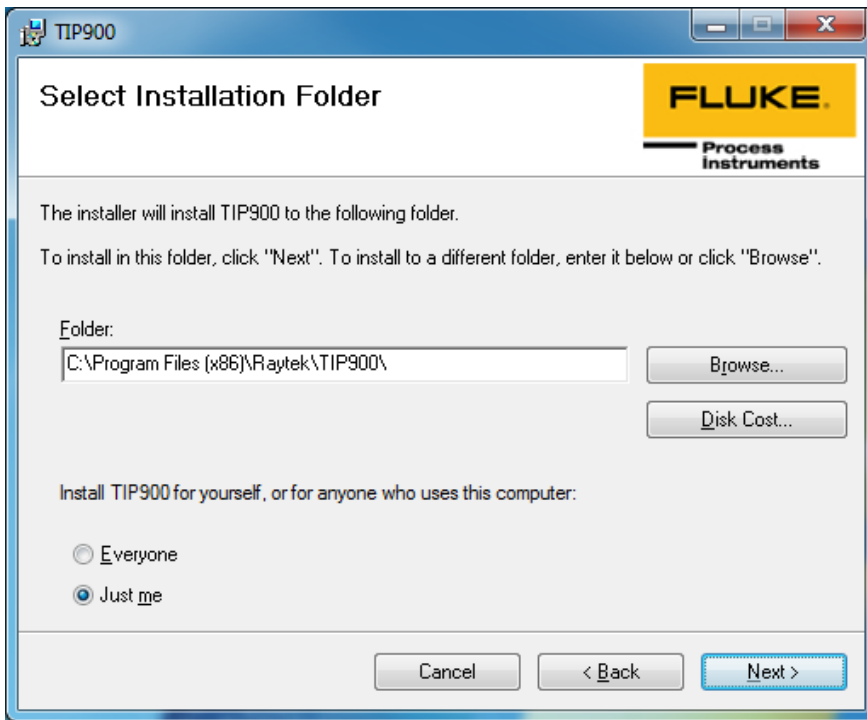 TIP900
Select Installation Folder
FLUKE.
Process
Instruments
The installer will install TIP900 to the following folder.
To install in this folder, click "Next". To install to a different folder, enter it below or click "Browse".
Folder:
C:\Program Files (x86)\Raytek\TIP900\
Browse...
Disk Cost...
Install TIP900 for yourself, or for anyone who uses this computer:
Everyone
Just me
Cancel
< Back
Next >